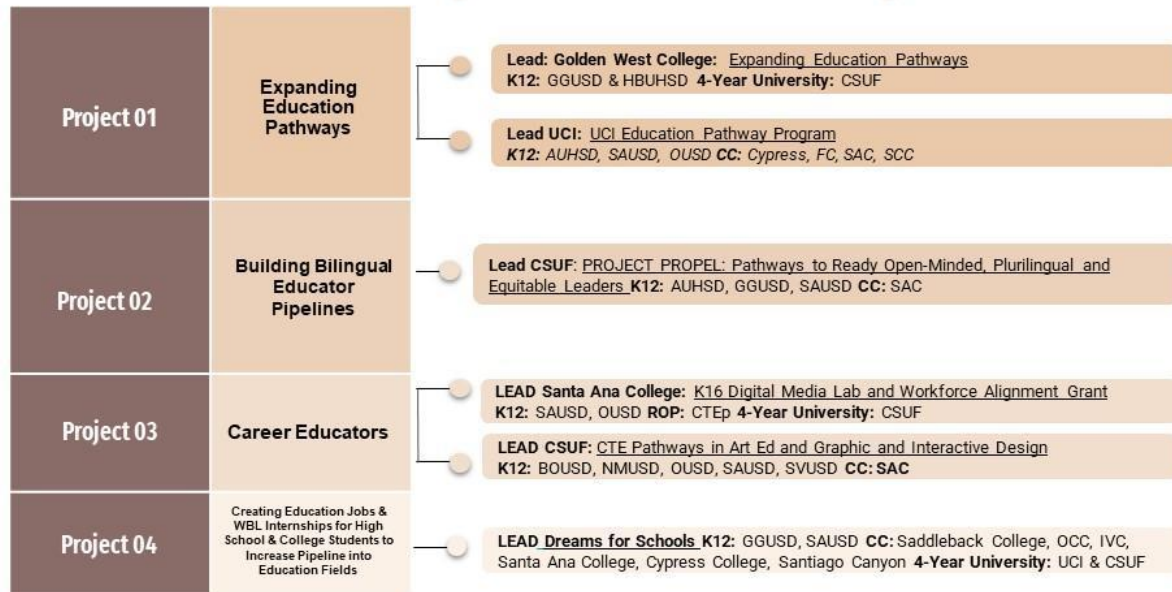 Project 01
Expanding
Education
Pathways
Lead: Golden West College: Expanding Education Pathways
K12: GGUSD & HBUHSD 4-Year University: CSUF
Lead UCI: UCI Education Pathway Program
K12: AUHSD, SAUSD, OUSD CC: Cypress, FC, SAC, SCC
Project 02
Building Bilingual
Educator
Pipelines
Lead CSUF: PROJECT PROPEL: Pathways to Ready Open-Minded, Plurilingual and
Equitable Leaders K12: AUHSD, GGUSD, SAUSD CC: SAC
Project 03
Career Educators
LEAD Santa Ana College: K16 Digital Media Lab and Workforce Alignment Grant
K12: SAUSD, OUSD ROP: CTEp 4-Year University: CSUF
LEAD CSUF: CTE Pathways in Art Ed and Graphic and Interactive Design
K12: BOUSD, NMUSD, OUSD, SAUSD, SVUSD CC: SAC
Project 04
Creating Education Jobs &
WBL Internships for High
School & College Students to
Increase Pipeline into
Education Fields
LEAD Dreams for Schools K12: GGUSD, SAUSD CC: Saddleback College, OCC, IVC,
Santa Ana College, Cypress College, Santiago Canyon 4-Year University: UCI & CSUF